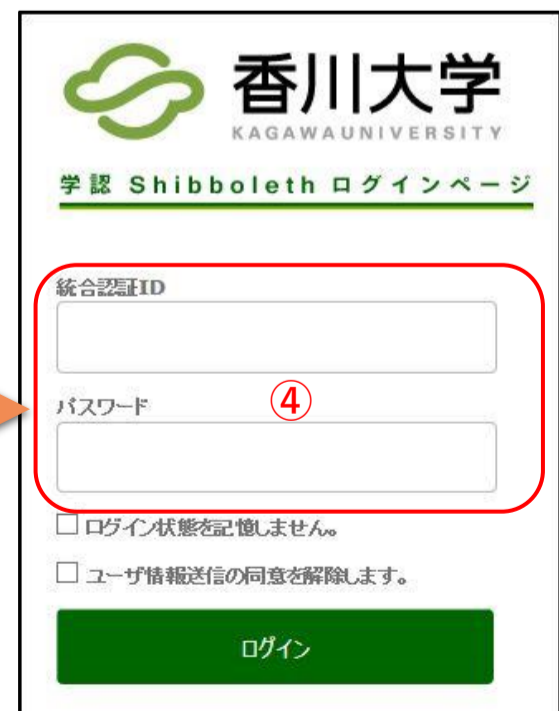 香川大学
KAGAWAUNIVERSITY
学認 Shibboleth ログインページ
統合認証ID
パスワード
④
ログイン状態を記憶しません。
ユーザ情報送信の同意を解除します。
ログイン